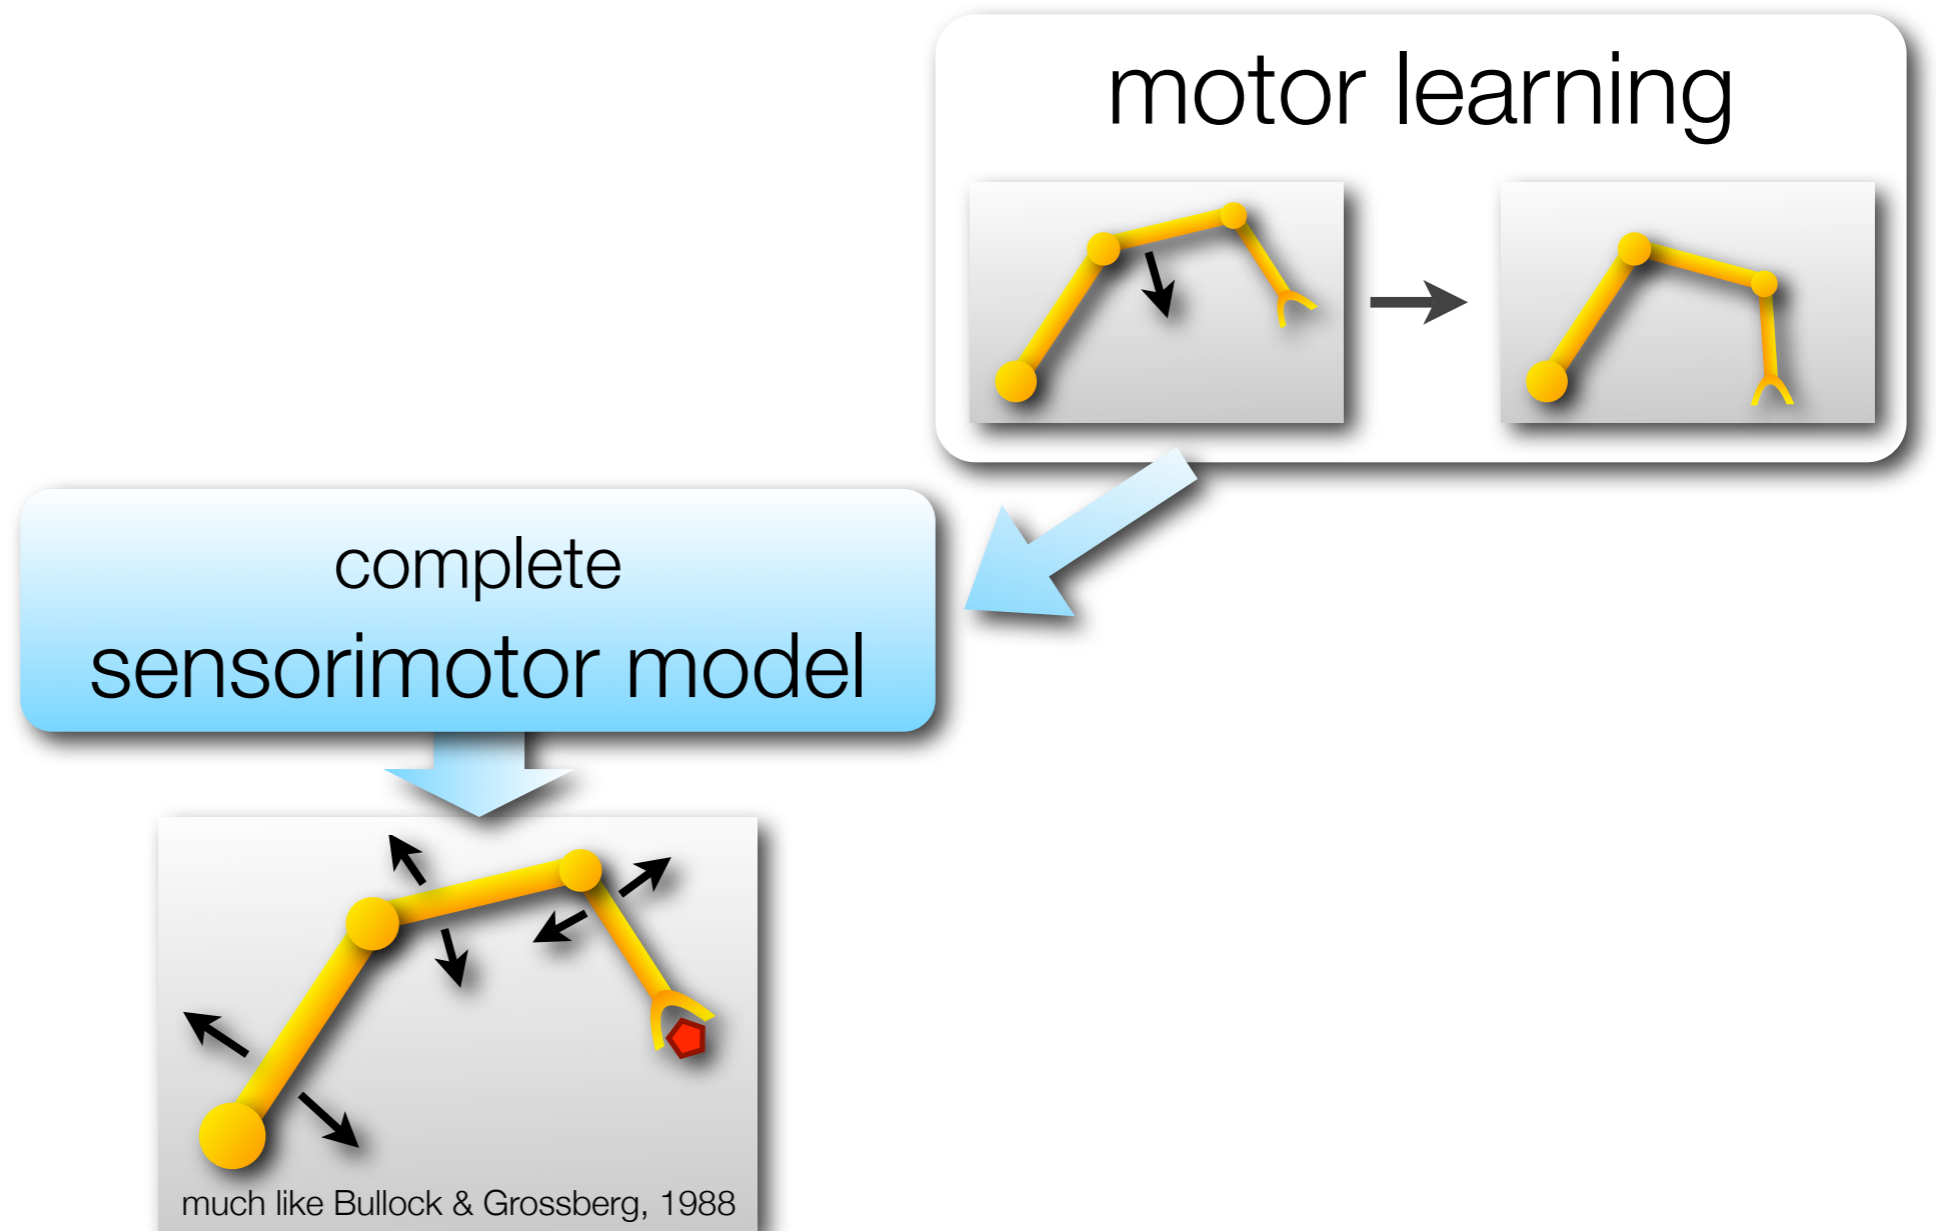 motor learning
complete
sensorimotor model
much like Bullock & Grossberg, 1988